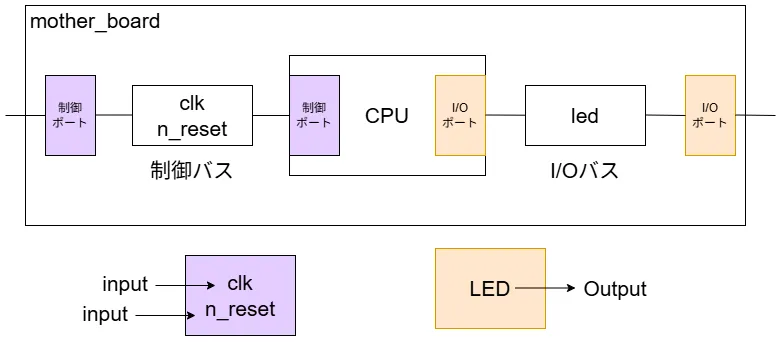 mother_board
制御
ポート
clk
n_reset
制御バス
制御
ポート
CPU
I/O
ポート
led
I/Oバス
I/O
ポート
input
clk
input
n_reset
LED
Output